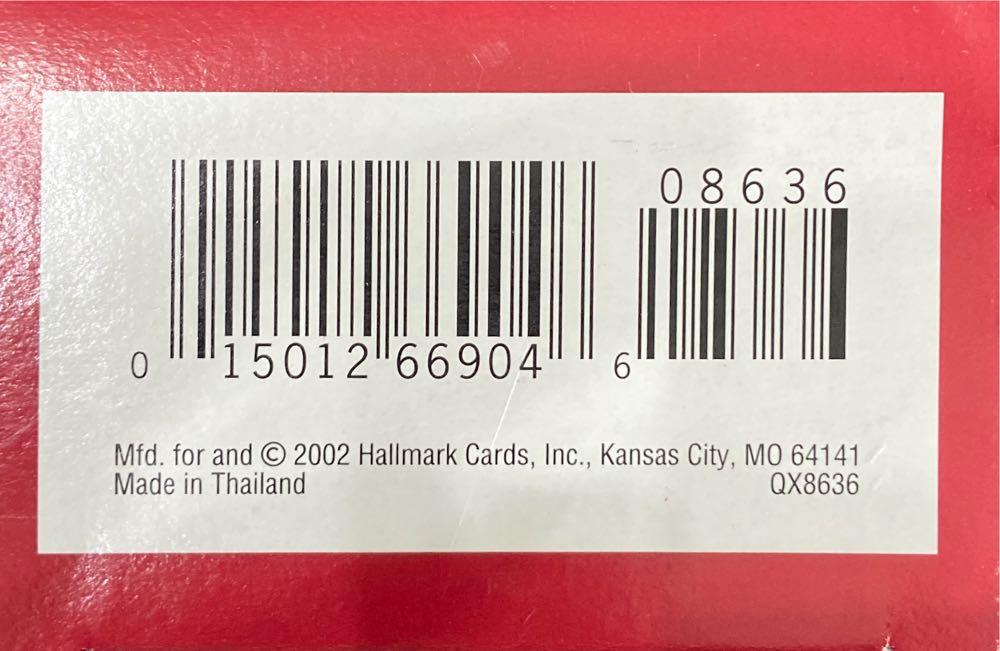 08636
0 15012 66904 6
Mfd. for and © 2002 Hallmark Cards, Inc., Kansas City, MO 64141
Made in Thailand QX8636